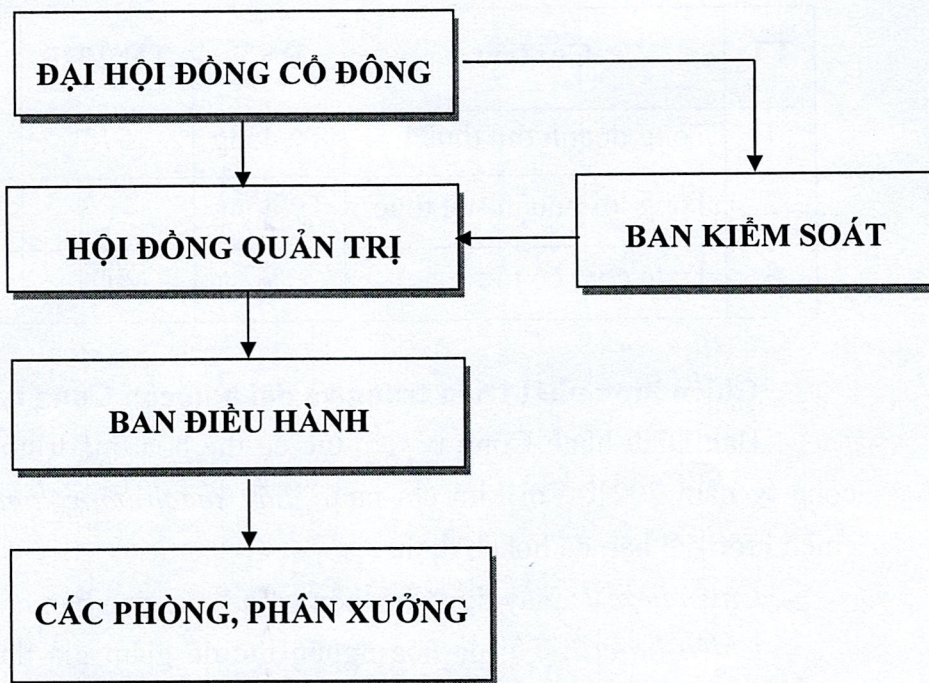 ĐẠI HỘI ĐỒNG CỔ ĐÔNG
HỘI ĐỒNG QUẢN TRỊ
BAN KIỂM SOÁT
BAN ĐIỀU HÀNH
CÁC PHÒNG, PHÂN XƯỞNG